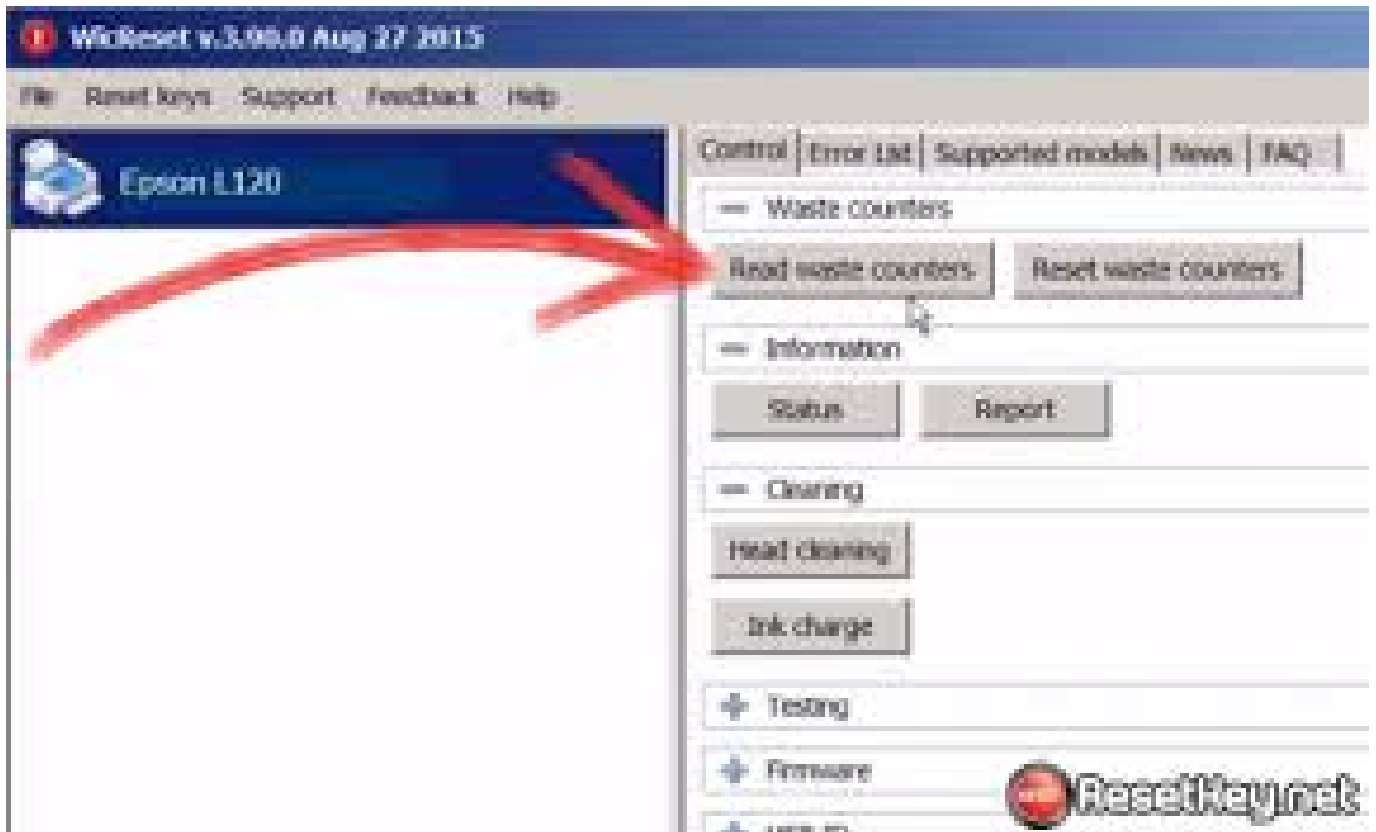 WicReset v.3.90.0 Aug 27 2015
File Reset keys Support Feedback Help
Epson L120
Control Error List Supported models News FAQ
Waste counters
Read waste counters Reset waste counters
Information
Status Report
Cleaning
Head cleaning
Ink charge
Testing
Firmware
ResetKey.net